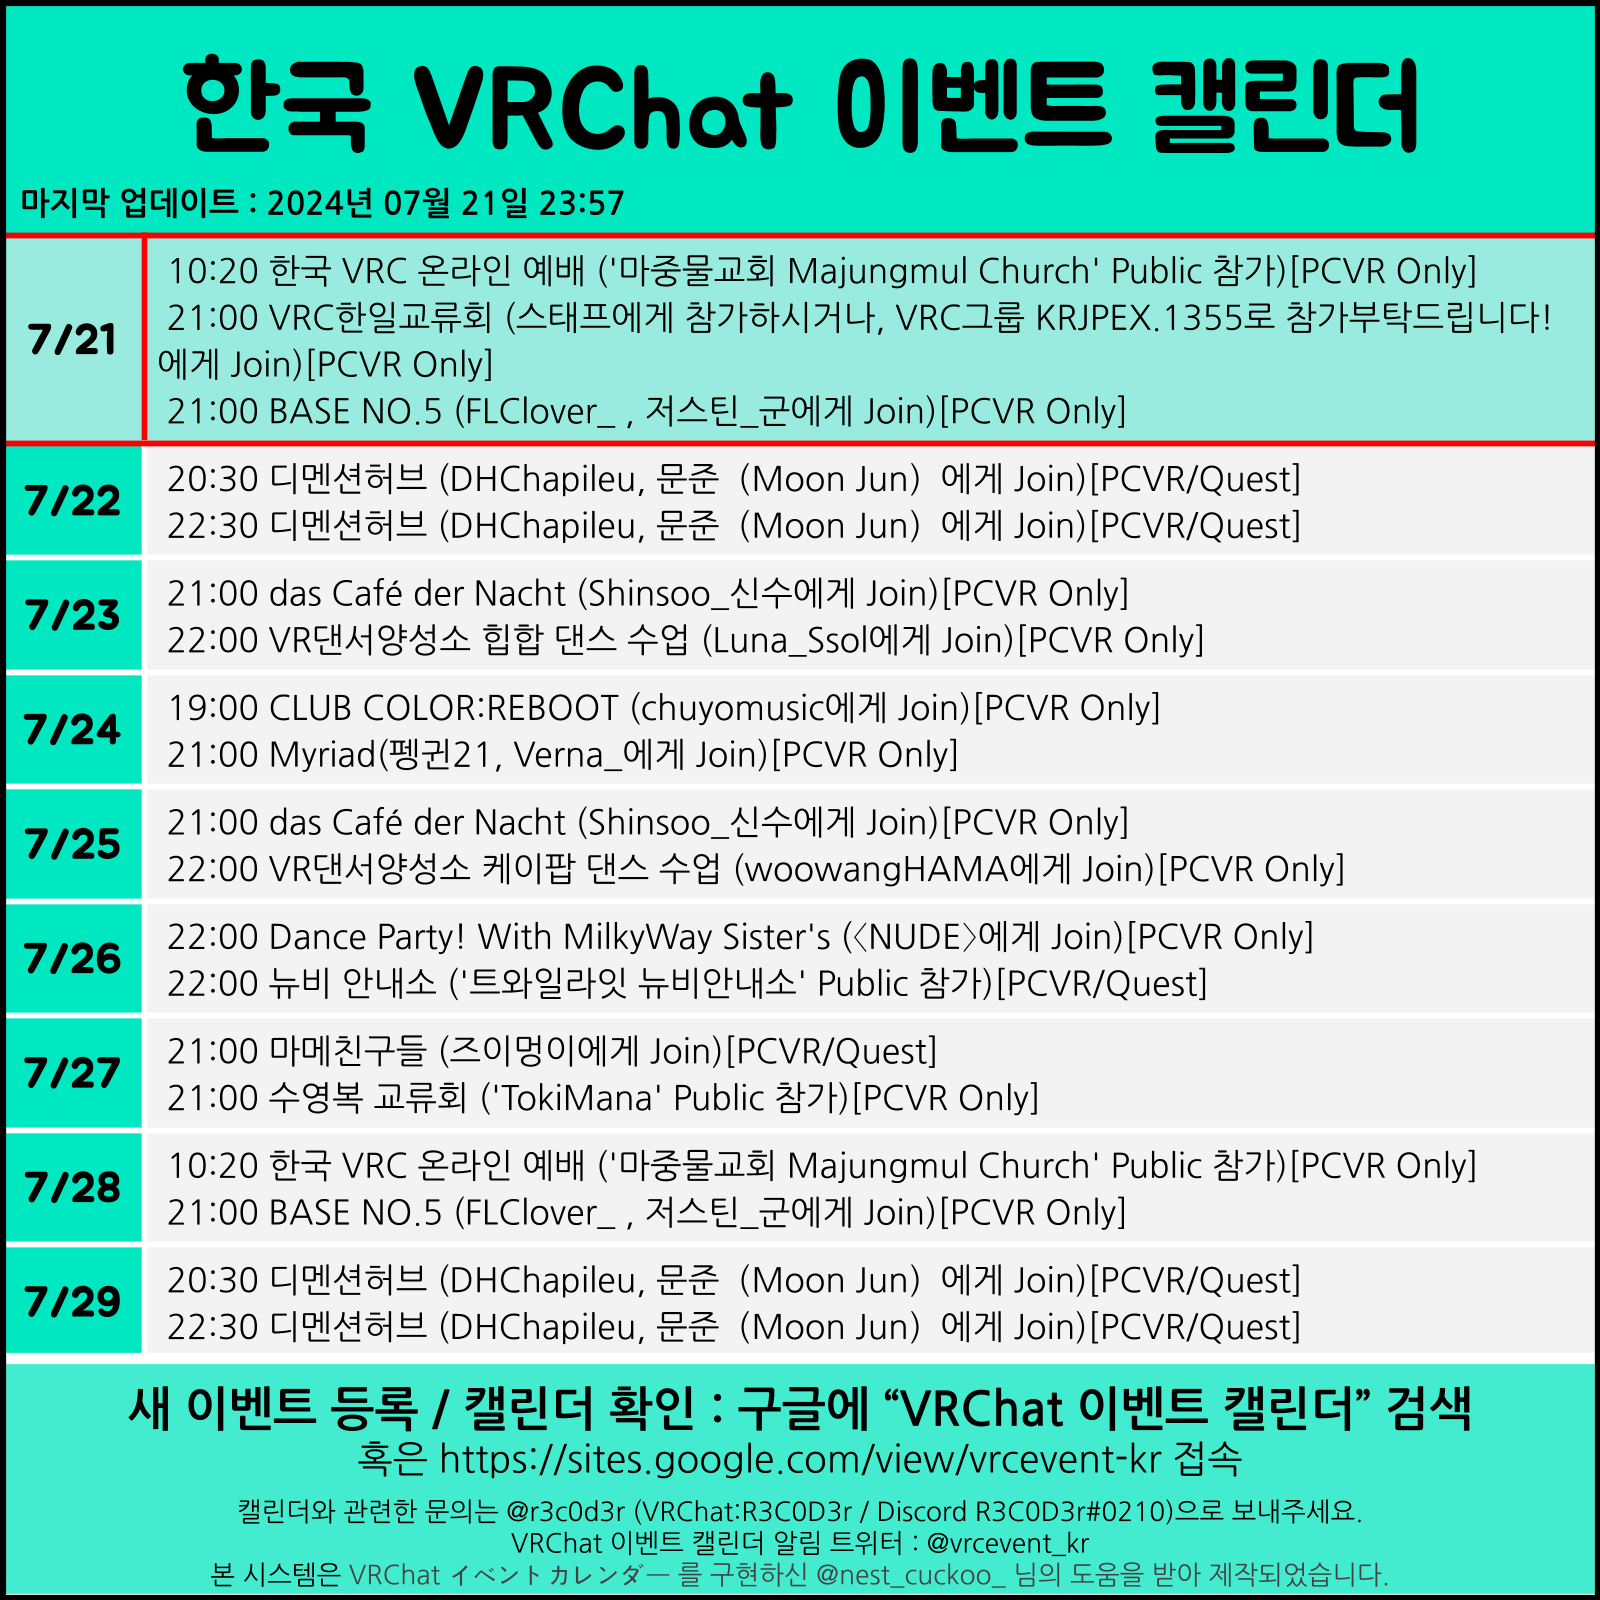 한국 VRChat 이벤트 캘린더
마지막 업데이트 : 2024년 07월 21일 23:57
7/21
10:20 한국 VRC 온라인 예배 ('마중물교회 Majungmul Church' Public 참가)[PCVR Only]
21:00 VRC한일교류회 (스태프에게 참가하시거나, VRC그룹 KRJPEX.1355로 참가부탁드립니다!
에게 Join)[PCVR Only]
21:00 BASE NO.5 (FLClover_ , 저스틴_군에게 Join)[PCVR Only]
7/22
20:30 디멘션허브 (DHChapileu, 문준（Moon Jun）에게 Join)[PCVR/Quest]
22:30 디멘션허브 (DHChapileu, 문준（Moon Jun）에게 Join)[PCVR/Quest]
7/23
21:00 das Café der Nacht (Shinsoo_신수에게 Join)[PCVR Only]
22:00 VR댄서양성소 힙합 댄스 수업 (Luna_Ssol에게 Join)[PCVR Only]
7/24
19:00 CLUB COLOR:REBOOT (chuyomusic에게 Join)[PCVR Only]
21:00 Myriad(펭귄21, Verna_에게 Join)[PCVR Only]
7/25
21:00 das Café der Nacht (Shinsoo_신수에게 Join)[PCVR Only]
22:00 VR댄서양성소 케이팝 댄스 수업 (woowangHAMA에게 Join)[PCVR Only]
7/26
22:00 Dance Party! With MilkyWay Sister's (〈NUDE〉에게 Join)[PCVR Only]
22:00 뉴비 안내소 ('트와일라잇 뉴비안내소' Public 참가)[PCVR/Quest]
7/27
21:00 마메친구들 (즈이멍이에게 Join)[PCVR/Quest]
21:00 수영복 교류회 ('TokiMana' Public 참가)[PCVR Only]
7/28
10:20 한국 VRC 온라인 예배 ('마중물교회 Majungmul Church' Public 참가)[PCVR Only]
21:00 BASE NO.5 (FLClover_ , 저스틴_군에게 Join)[PCVR Only]
7/29
20:30 디멘션허브 (DHChapileu, 문준（Moon Jun）에게 Join)[PCVR/Quest]
22:30 디멘션허브 (DHChapileu, 문준（Moon Jun）에게 Join)[PCVR/Quest]
새 이벤트 등록 / 캘린더 확인 : 구글에 “VRChat 이벤트 캘린더” 검색
혹은 https://sites.google.com/view/vrcevent-kr 접속
캘린더와 관련한 문의는 @r3c0d3r (VRChat:R3C0D3r / Discord R3C0D3r#0210)으로 보내주세요.
VRChat 이벤트 캘린더 알림 트위터 : @vrcevent_kr
본 시스템은 VRChat イベントカレンダー 를 구현하신 @nest_cuckoo_ 님의 도움을 받아 제작되었습니다.